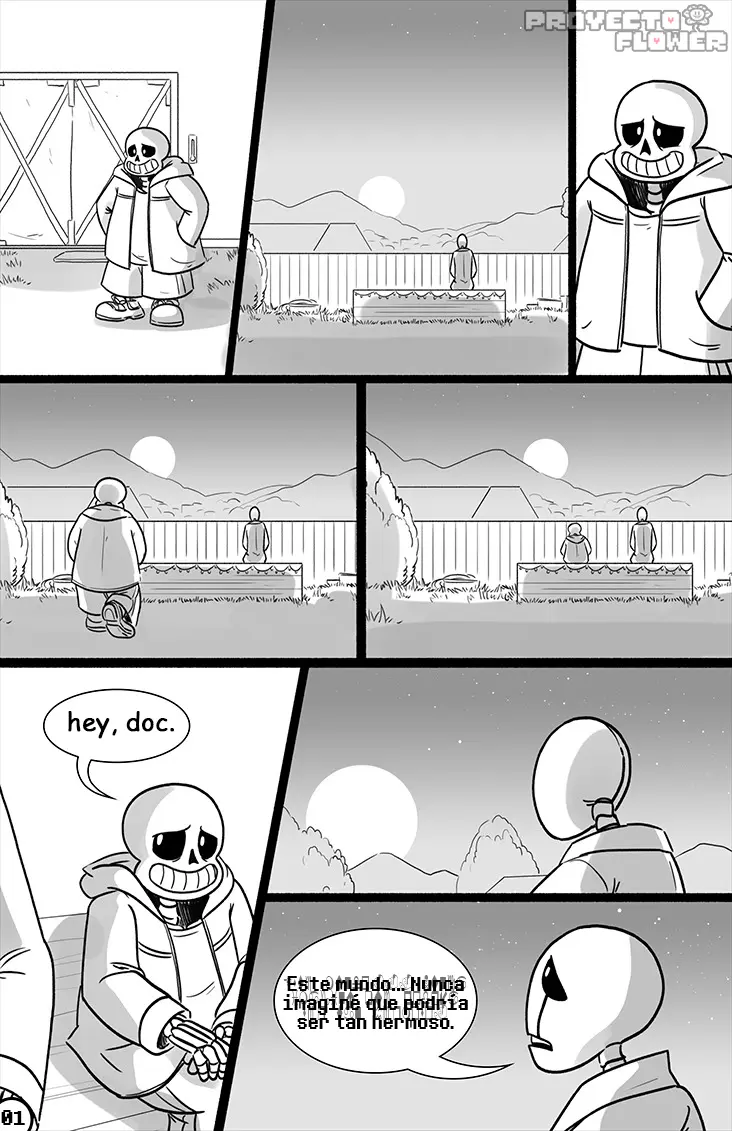 PROYECTO
FLOWER
hey, doc.
Este mundo... Nunca
imaginé que podría
ser tan hermoso.
01